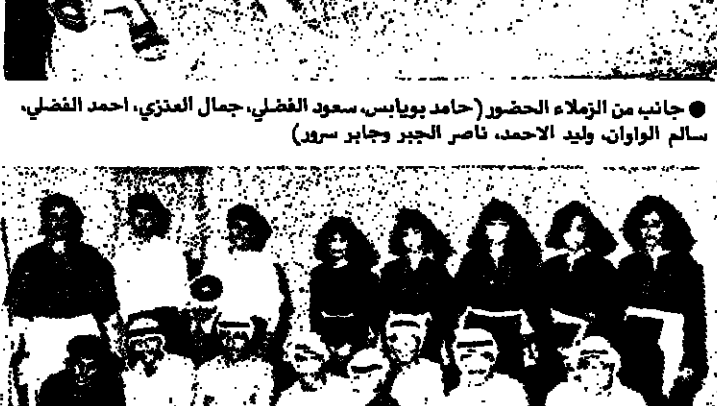 ● جانب من الزملاء الحضور (حامد بويابس، سعود الفضلي، جمال العنزي، احمد الفضلي،
سالم الواوان، وليد الاحمد، ناصر الجبر وجابر سرور)